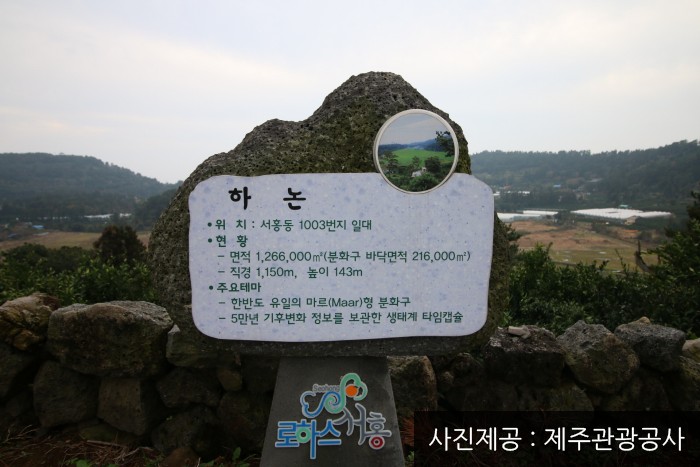 하 논
• 위 치 : 서홍동 1003번지 일대
• 현 황
- 면적 1,266,000㎡(분화구 바닥면적 216,000㎡)
- 직경 1,150m, 높이 143m
• 주요테마
- 한반도 유일의 마르(Maar)형 분화구
- 5만년 기후변화 정보를 보관한 생태계 타임캡슐
로하스서홍
사진제공 : 제주관광공사